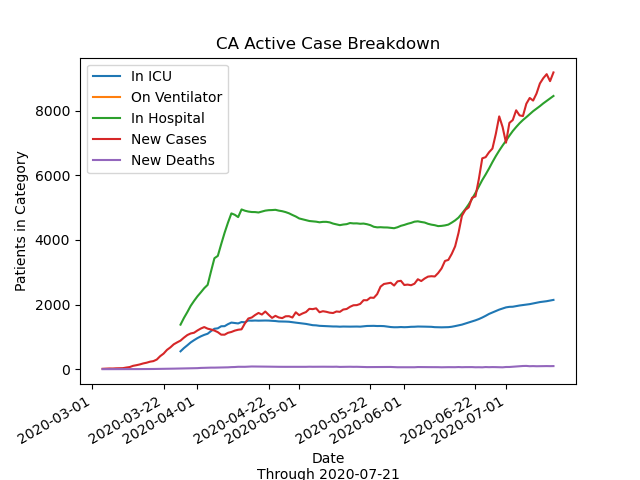 CA Active Case Breakdown
In ICU
On Ventilator
In Hospital
New Cases
New Deaths
Patients in Category
8000
6000
4000
2000
0
2020-03-01
2020-03-22
2020-04-01
2020-04-22
2020-05-01
2020-05-22
2020-06-01
2020-06-22
2020-07-01
Date
Through 2020-07-21